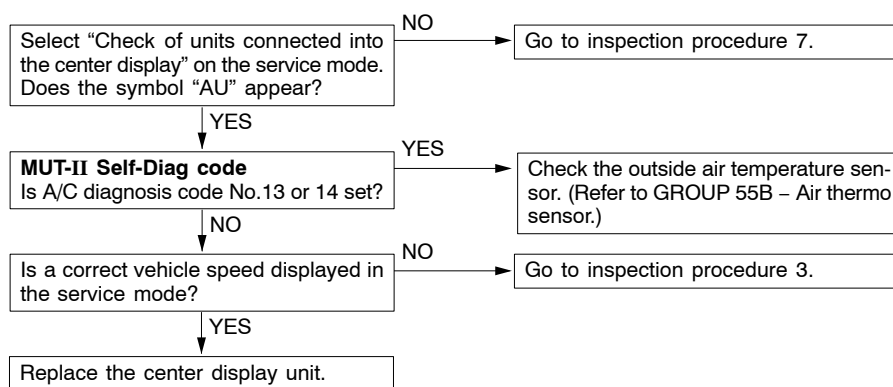 Select “Check of units connected into
the center display” on the service mode.
Does the symbol “AU” appear?
NO
Go to inspection procedure 7.
YES
MUT-II Self-Diag code
Is A/C diagnosis code No.13 or 14 set?
YES
Check the outside air temperature sen-
sor. (Refer to GROUP 55B – Air thermo
sensor.)
NO
Is a correct vehicle speed displayed in
the service mode?
NO
Go to inspection procedure 3.
YES
Replace the center display unit.